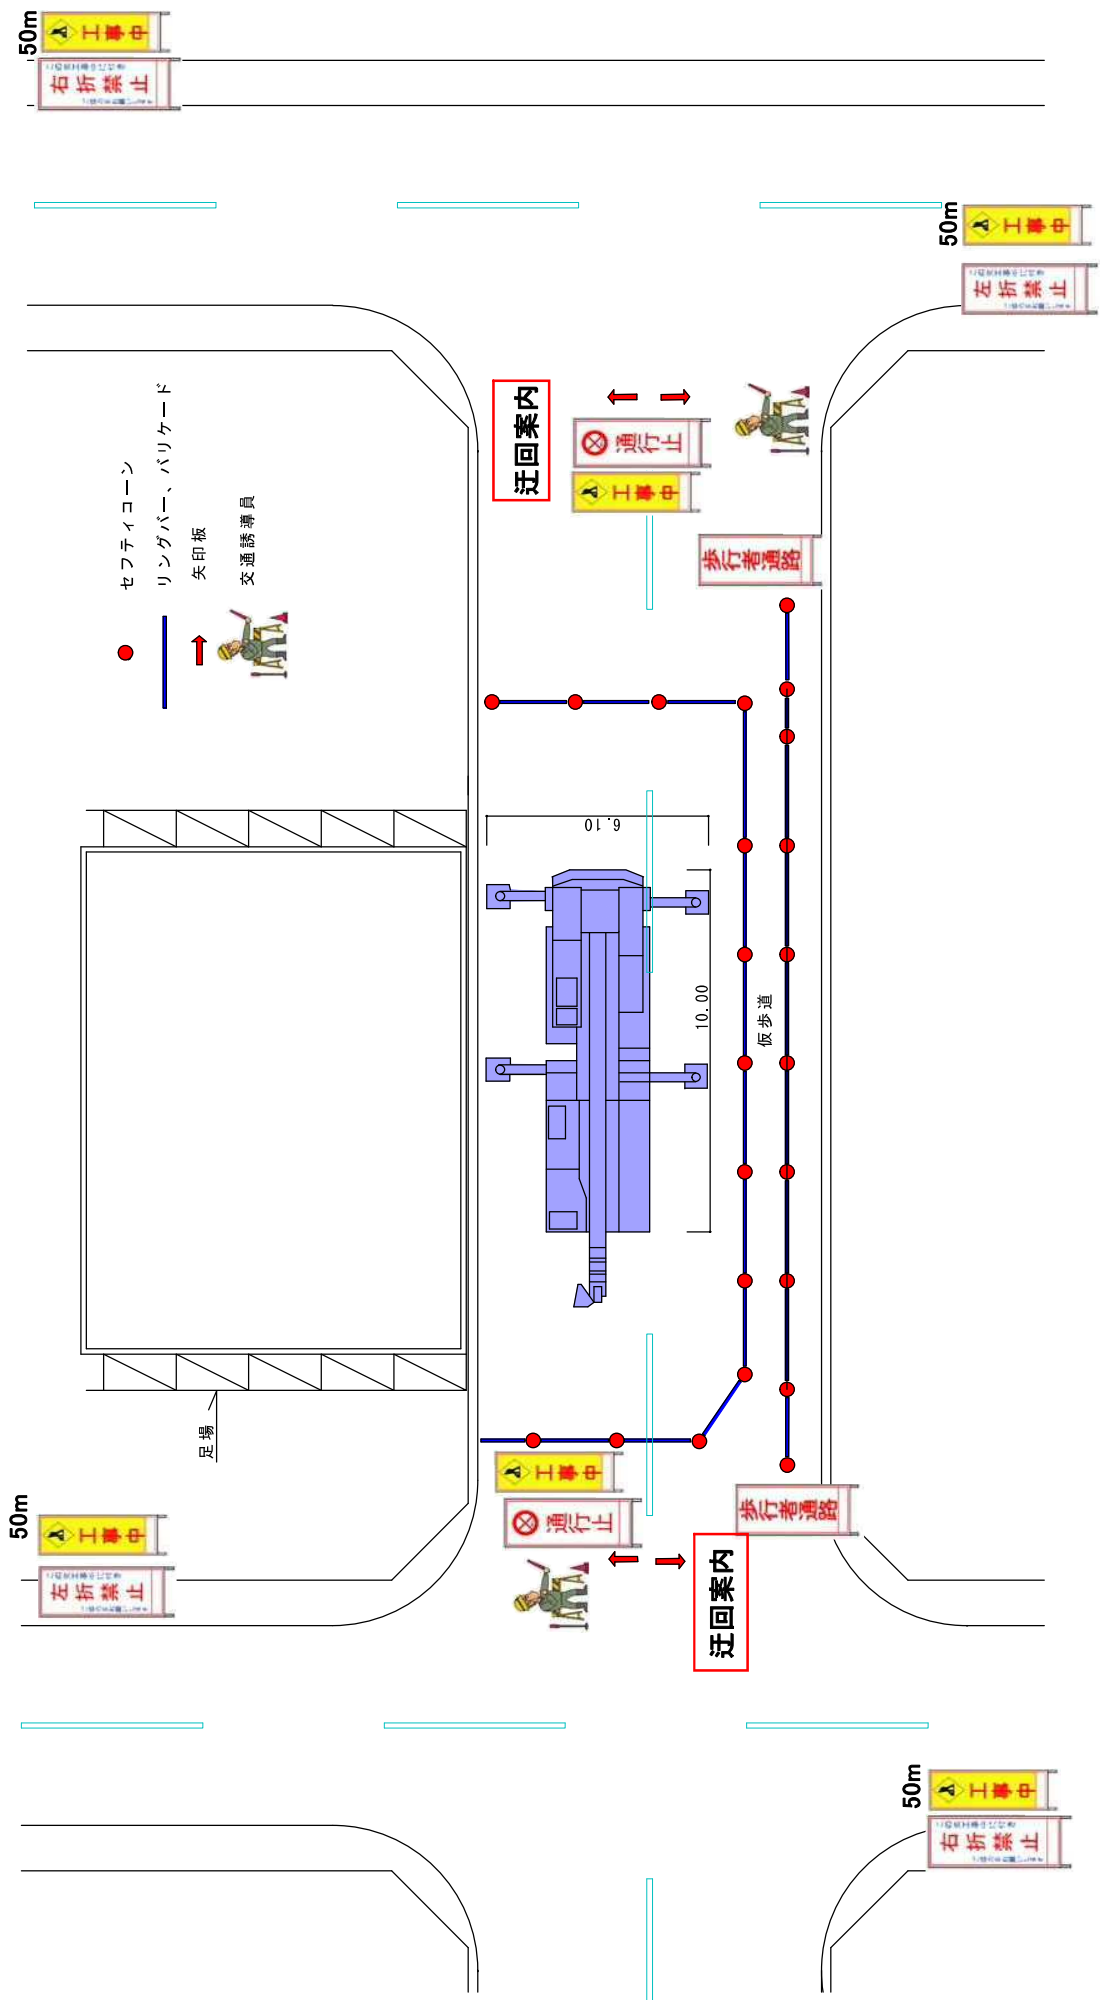 50m
工事中
右折禁止
50m
工事中
左折禁止
セフティコーン
リングバー、バリケード
矢印板
交通誘導員
迂回案内
通行止
工事中
歩行者通路
6.10
10.00
仮歩道
足場
50m
工事中
左折禁止
工事中
通行止
歩行者通路
迂回案内
50m
工事中
右折禁止